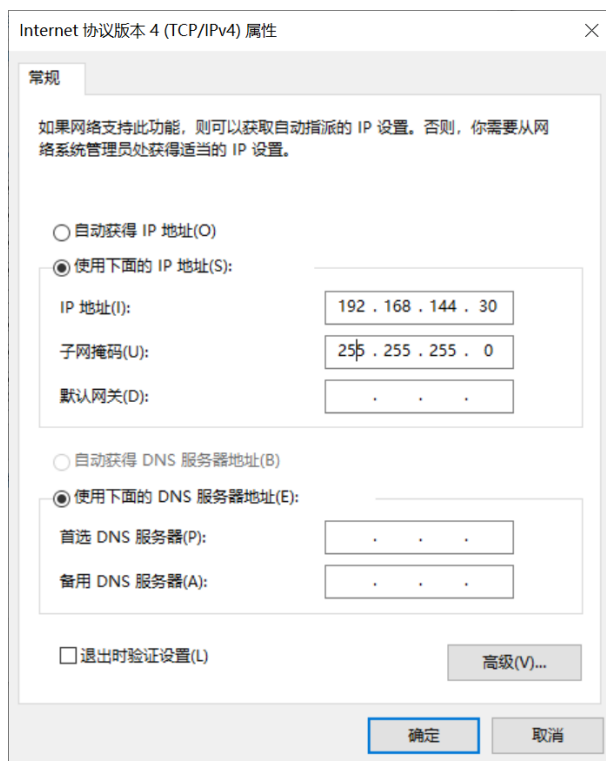 Internet 协议版本 4 (TCP/IPv4) 属性
常规
如果网络支持此功能，则可以获取自动指派的 IP 设置。否则，你需要从网
络系统管理员处获得适当的 IP 设置。
自动获得 IP 地址(O)
使用下面的 IP 地址(S):
IP 地址(I): 192 . 168 . 144 . 30
子网掩码(U): 255 . 255 . 255 . 0
默认网关(D): . . .
自动获得 DNS 服务器地址(B)
使用下面的 DNS 服务器地址(E):
首选 DNS 服务器(P): . . .
备用 DNS 服务器(A): . . .
退出时验证设置(L)
高级(V)...
确定 取消